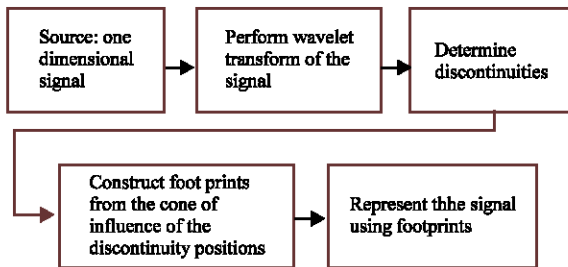 Source: one
dimensional
signal
Perform wavelet
transform of the
signal
Determine
discontinuities
Construct foot prints
from the cone of
influence of the
discontinuity positions
Represent thhe signal
using footprints